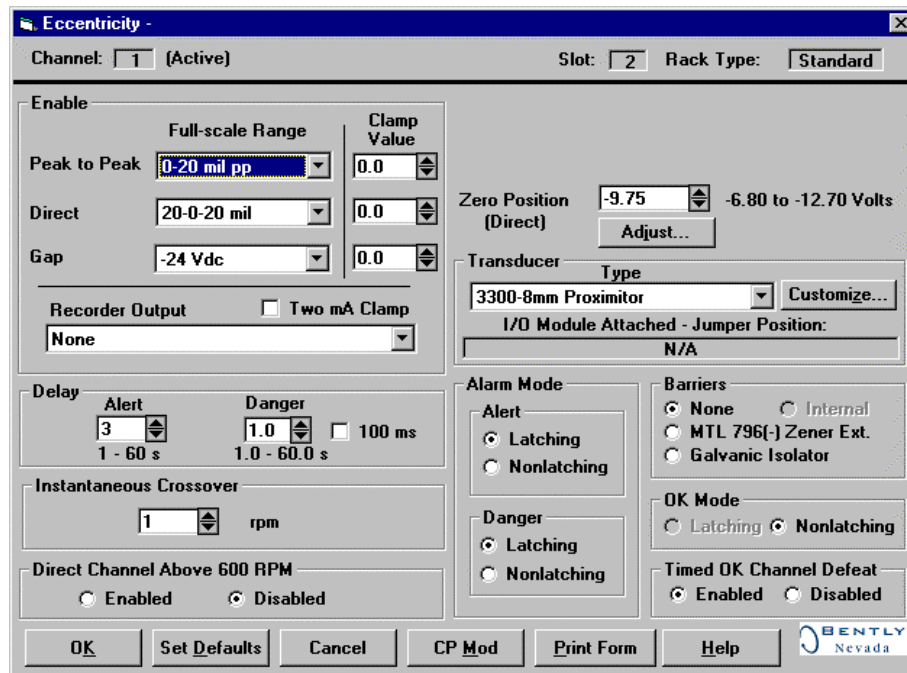 Eccentricity -
Channel: 1 (Active) Slot: 2 Rack Type: Standard
Enable
Full-scale Range Clamp Value
Peak to Peak 0-20 mil pp 0.0
Direct 20-0-20 mil 0.0
Gap -24 Vdc 0.0
Recorder Output Two mA Clamp
None
Zero Position (Direct) -9.75 -6.80 to -12.70 Volts
Adjust...
Transducer
Type
3300-8mm Proximitor Customize...
I/O Module Attached - Jumper Position:
N/A
Delay
Alert Danger
3 1.0 100 ms
1 - 60 s 1.0 - 60.0 s
Instantaneous Crossover
1 rpm
Direct Channel Above 600 RPM
Enabled Disabled
Alarm Mode
Alert
Latching
Nonlatching
Danger
Latching
Nonlatching
Barriers
None Internal
MTL 796(-) Zener Ext.
Galvanic Isolator
OK Mode
Latching Nonlatching
Timed OK Channel Defeat
Enabled Disabled
OK Set Defaults Cancel CP Mod Print Form Help
BENTLY
Nevada